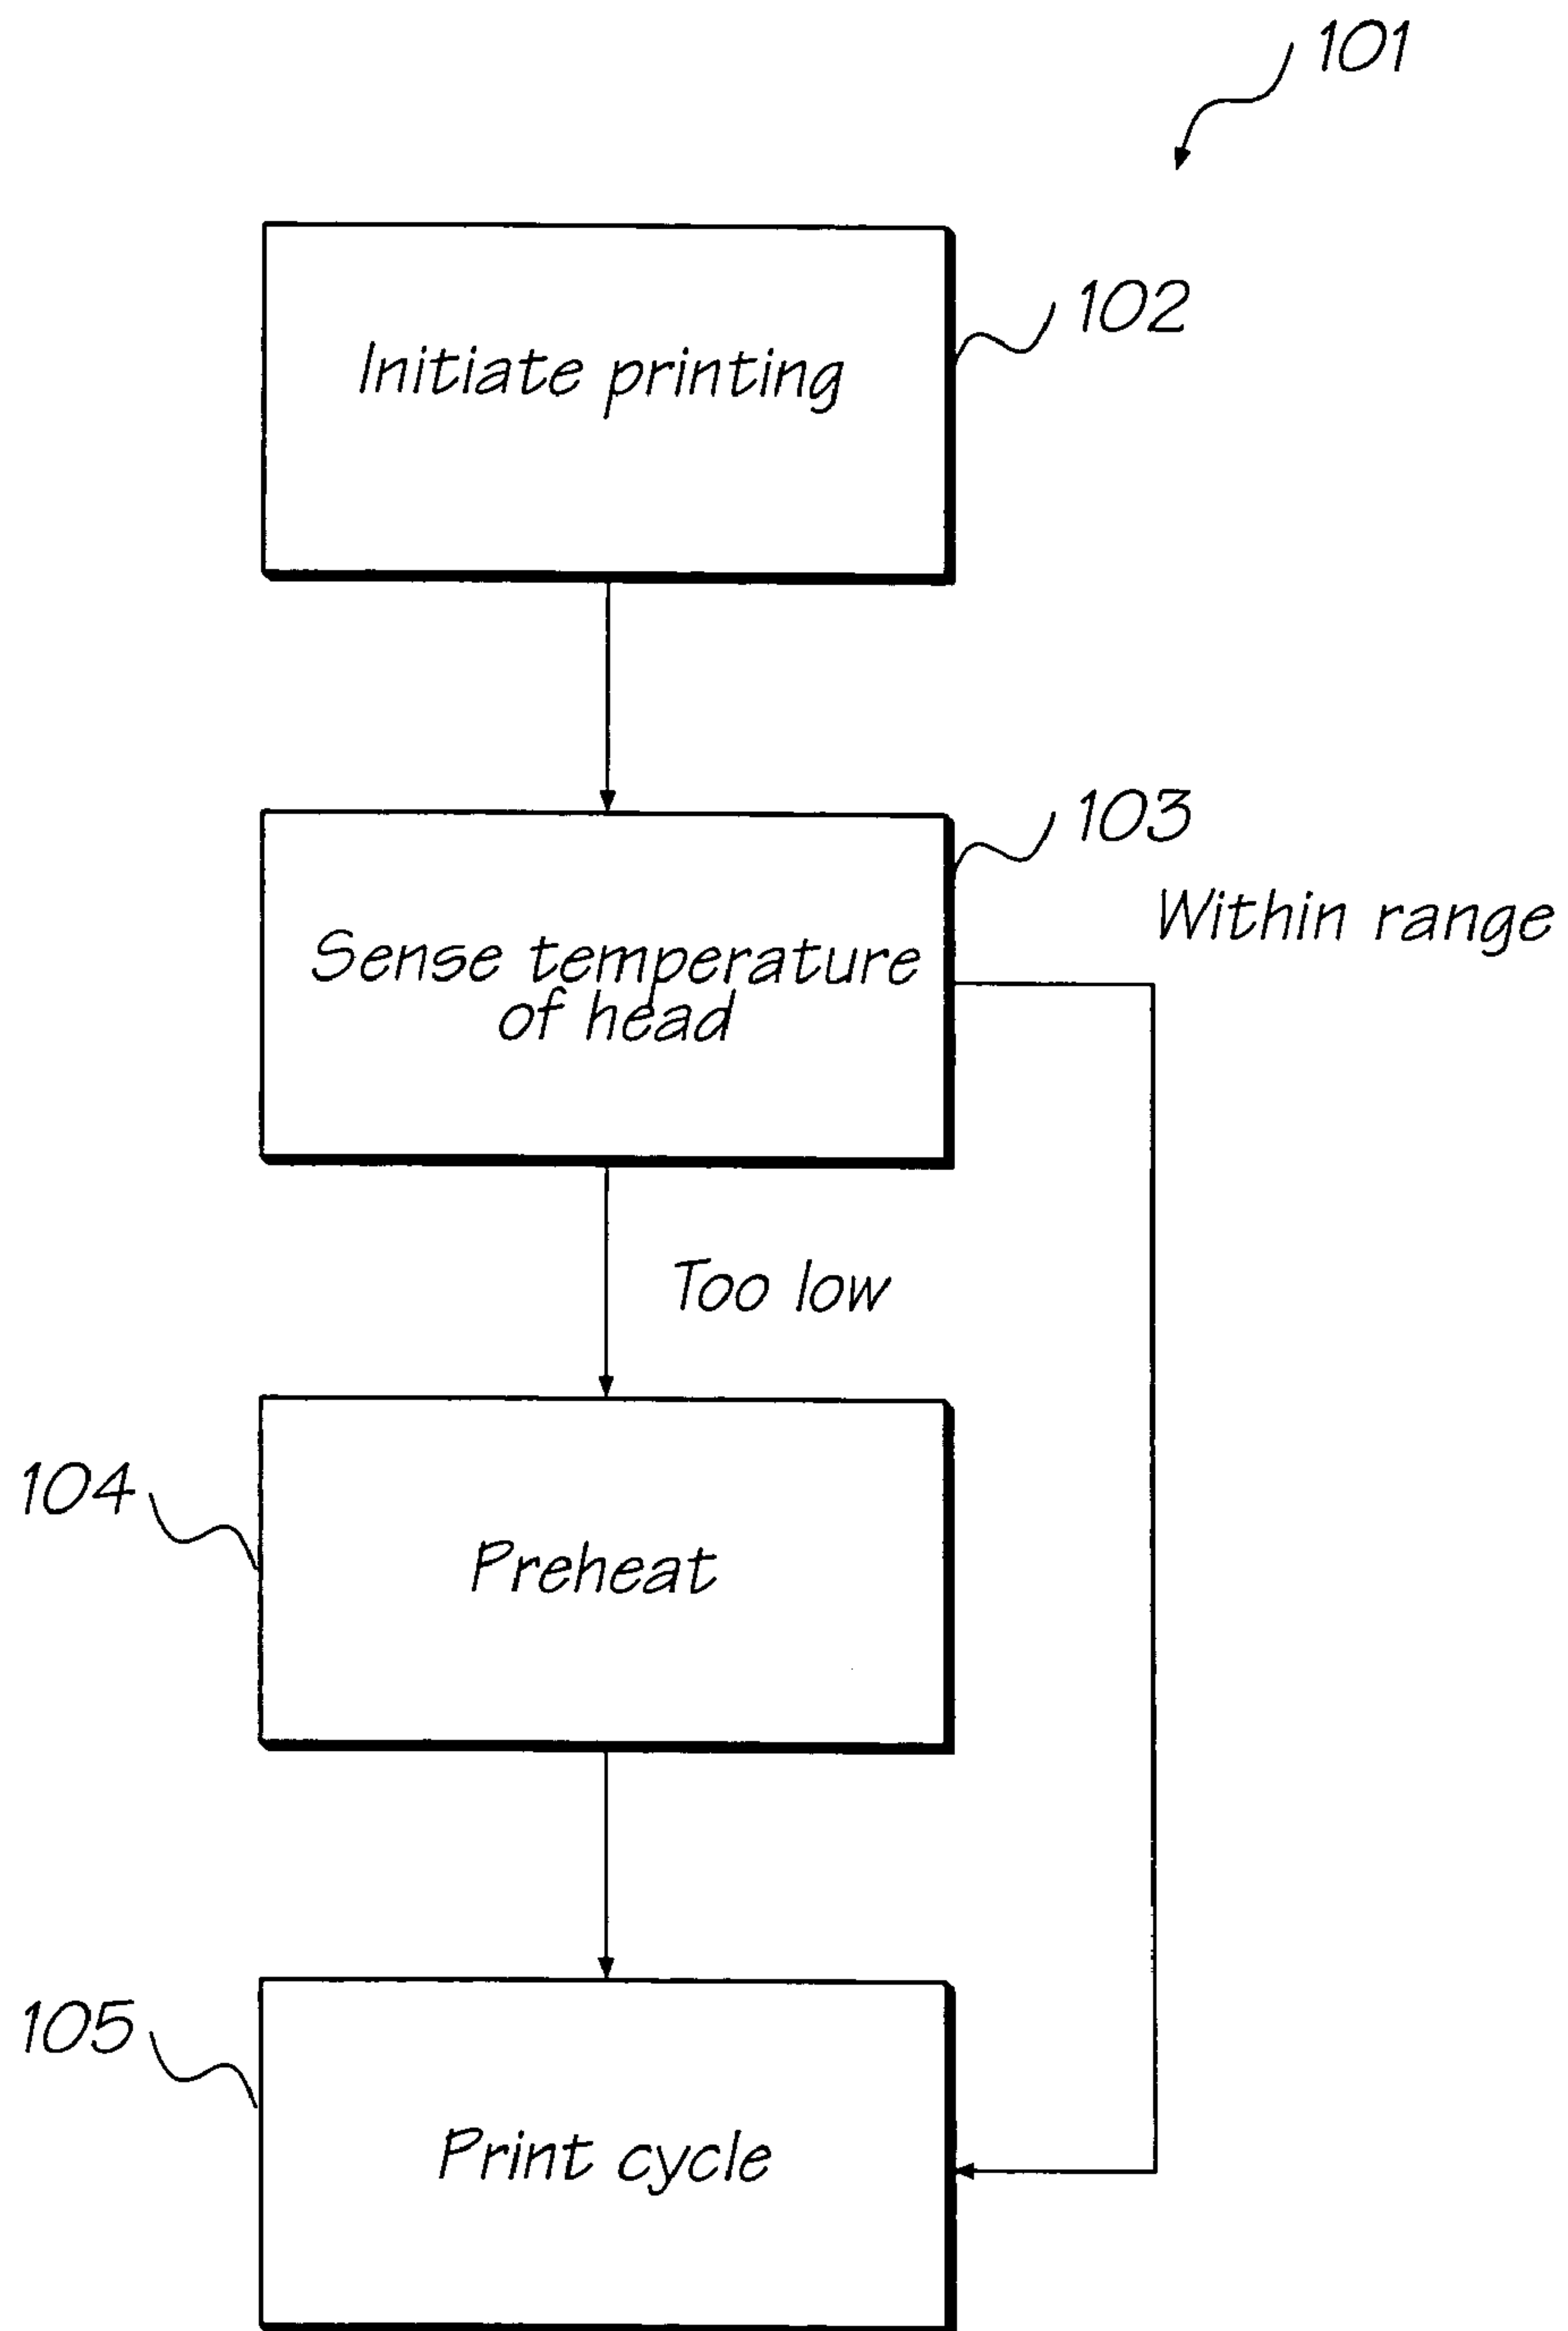 101
Initiate printing
102
103
Within range
Sense temperature
of head
Too low
104
Preheat
105
Print cycle